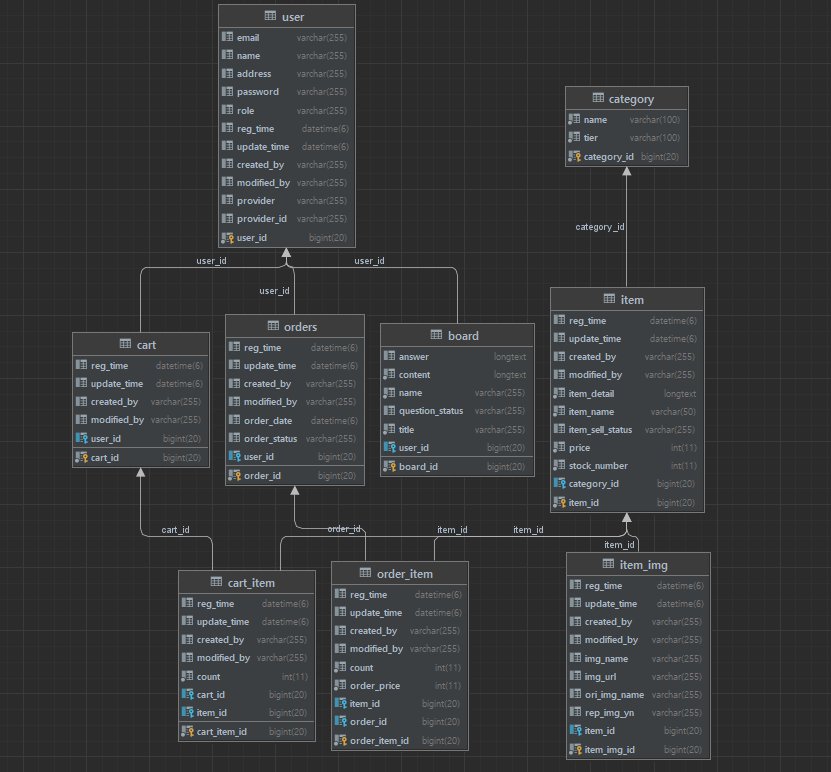 user
email varchar(255)
name varchar(255)
address varchar(255)
password varchar(255)
role varchar(255)
reg_time datetime(6)
update_time datetime(6)
created_by varchar(255)
modified_by varchar(255)
provider varchar(255)
provider_id varchar(255)
user_id bigint(20)
category
name varchar(100)
tier varchar(100)
category_id bigint(20)
category_id
user_id
user_id
user_id
cart
reg_time datetime(6)
update_time datetime(6)
created_by varchar(255)
modified_by varchar(255)
user_id bigint(20)
cart_id bigint(20)
orders
reg_time datetime(6)
update_time datetime(6)
created_by varchar(255)
modified_by varchar(255)
order_date datetime(6)
order_status varchar(255)
user_id bigint(20)
order_id bigint(20)
board
answer longtext
content longtext
name varchar(255)
question_status varchar(255)
title varchar(255)
user_id bigint(20)
board_id bigint(20)
item
reg_time datetime(6)
update_time datetime(6)
created_by varchar(255)
modified_by varchar(255)
item_detail longtext
item_name varchar(50)
item_sell_status varchar(255)
price int(11)
stock_number int(11)
category_id bigint(20)
item_id bigint(20)
cart_id
order_id
item_id
item_id
item_id
cart_item
reg_time datetime(6)
update_time datetime(6)
created_by varchar(255)
modified_by varchar(255)
count int(11)
cart_id bigint(20)
item_id bigint(20)
cart_item_id bigint(20)
order_item
reg_time datetime(6)
update_time datetime(6)
created_by varchar(255)
modified_by varchar(255)
count int(11)
order_price int(11)
item_id bigint(20)
order_id bigint(20)
order_item_id bigint(20)
item_img
reg_time datetime(6)
update_time datetime(6)
created_by varchar(255)
modified_by varchar(255)
img_name varchar(255)
img_url varchar(255)
ori_img_name varchar(255)
rep_img_yn varchar(255)
item_id bigint(20)
item_img_id bigint(20)